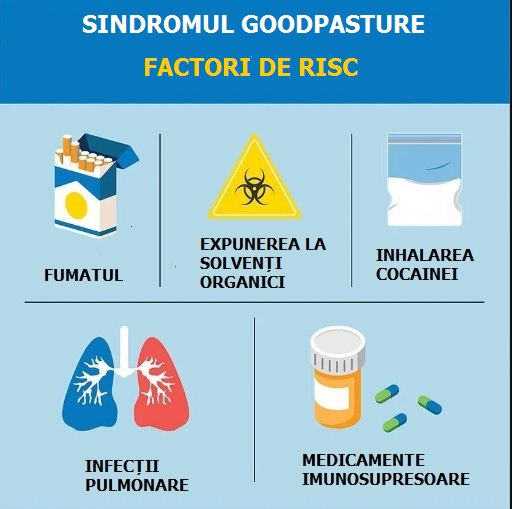 SINDROMUL GOODPASTURE
FACTORI DE RISC
FUMATUL
EXPUNEREA LA
SOLVENȚI
ORGANICI
INHALAREA
COCAINEI
INFECȚII
PULMONARE
MEDICAMENTE
IMUNOSUPRESOARE